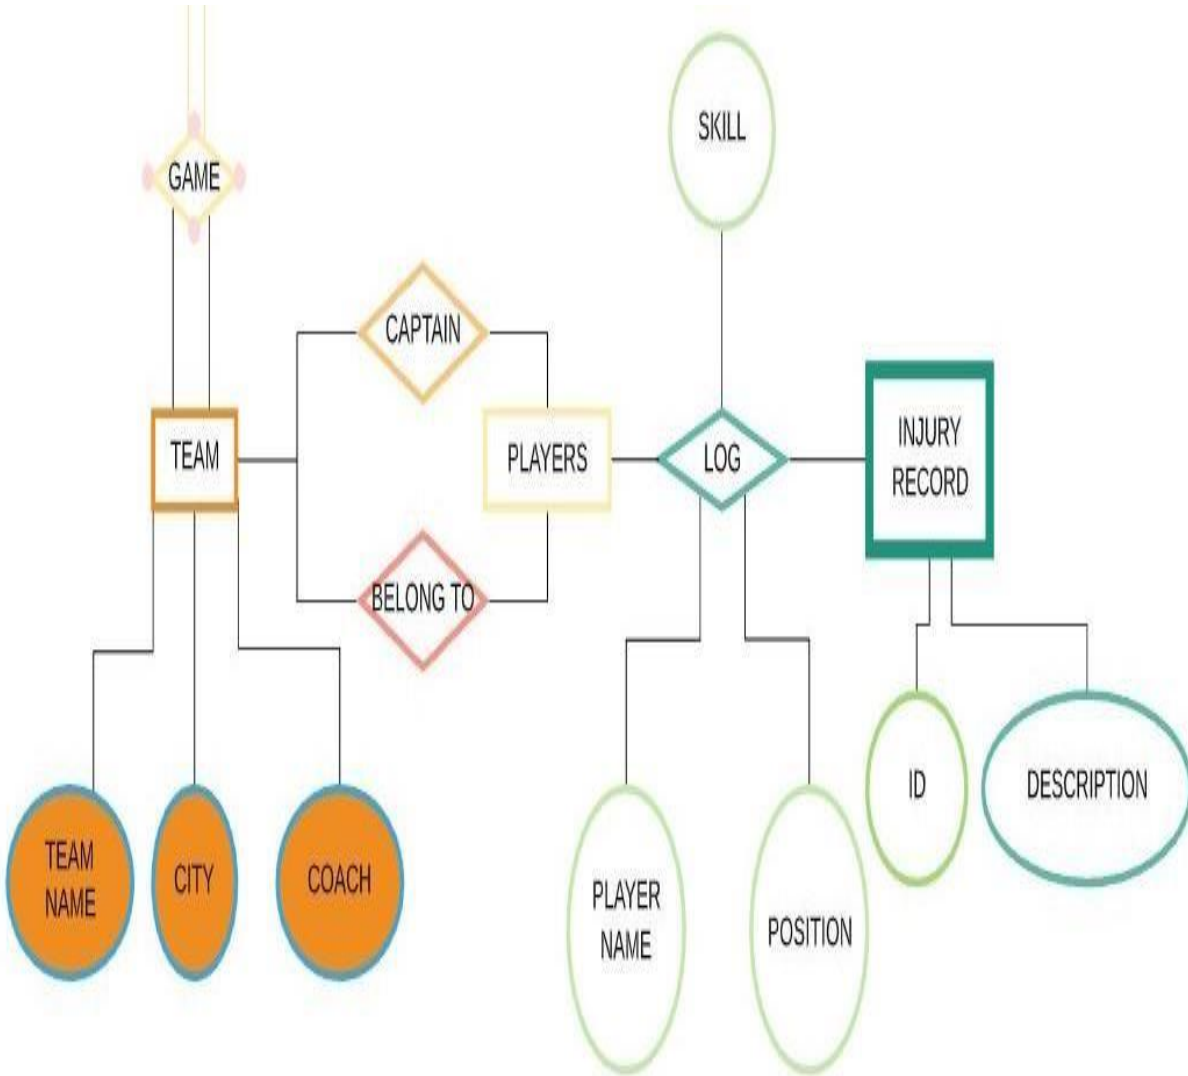 SKILL
GAME
CAPTAIN
TEAM
PLAYERS
LOG
INJURY
RECORD
BELONG TO
ID
DESCRIPTION
TEAM
NAME
CITY
COACH
PLAYER
NAME
POSITION